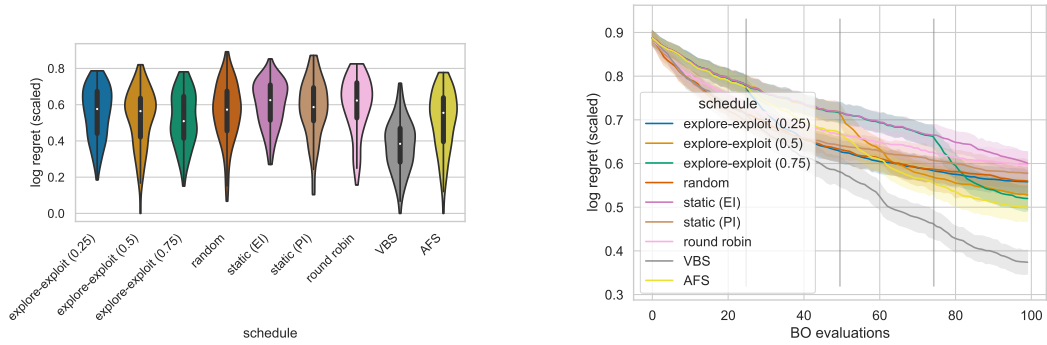 log regret (scaled)
0.8
0.6
0.4
0.2
0.0
explore-exploit (0.25)
explore-exploit (0.5)
explore-exploit (0.75)
random
static (EI)
static (PI)
round robin
VBS
AFS
schedule
log regret (scaled)
0.9
0.8
0.7
0.6
0.5
0.4
0.3
schedule
explore-exploit (0.25)
explore-exploit (0.5)
explore-exploit (0.75)
random
static (EI)
static (PI)
round robin
VBS
AFS
0 20 40 60 80 100
BO evaluations